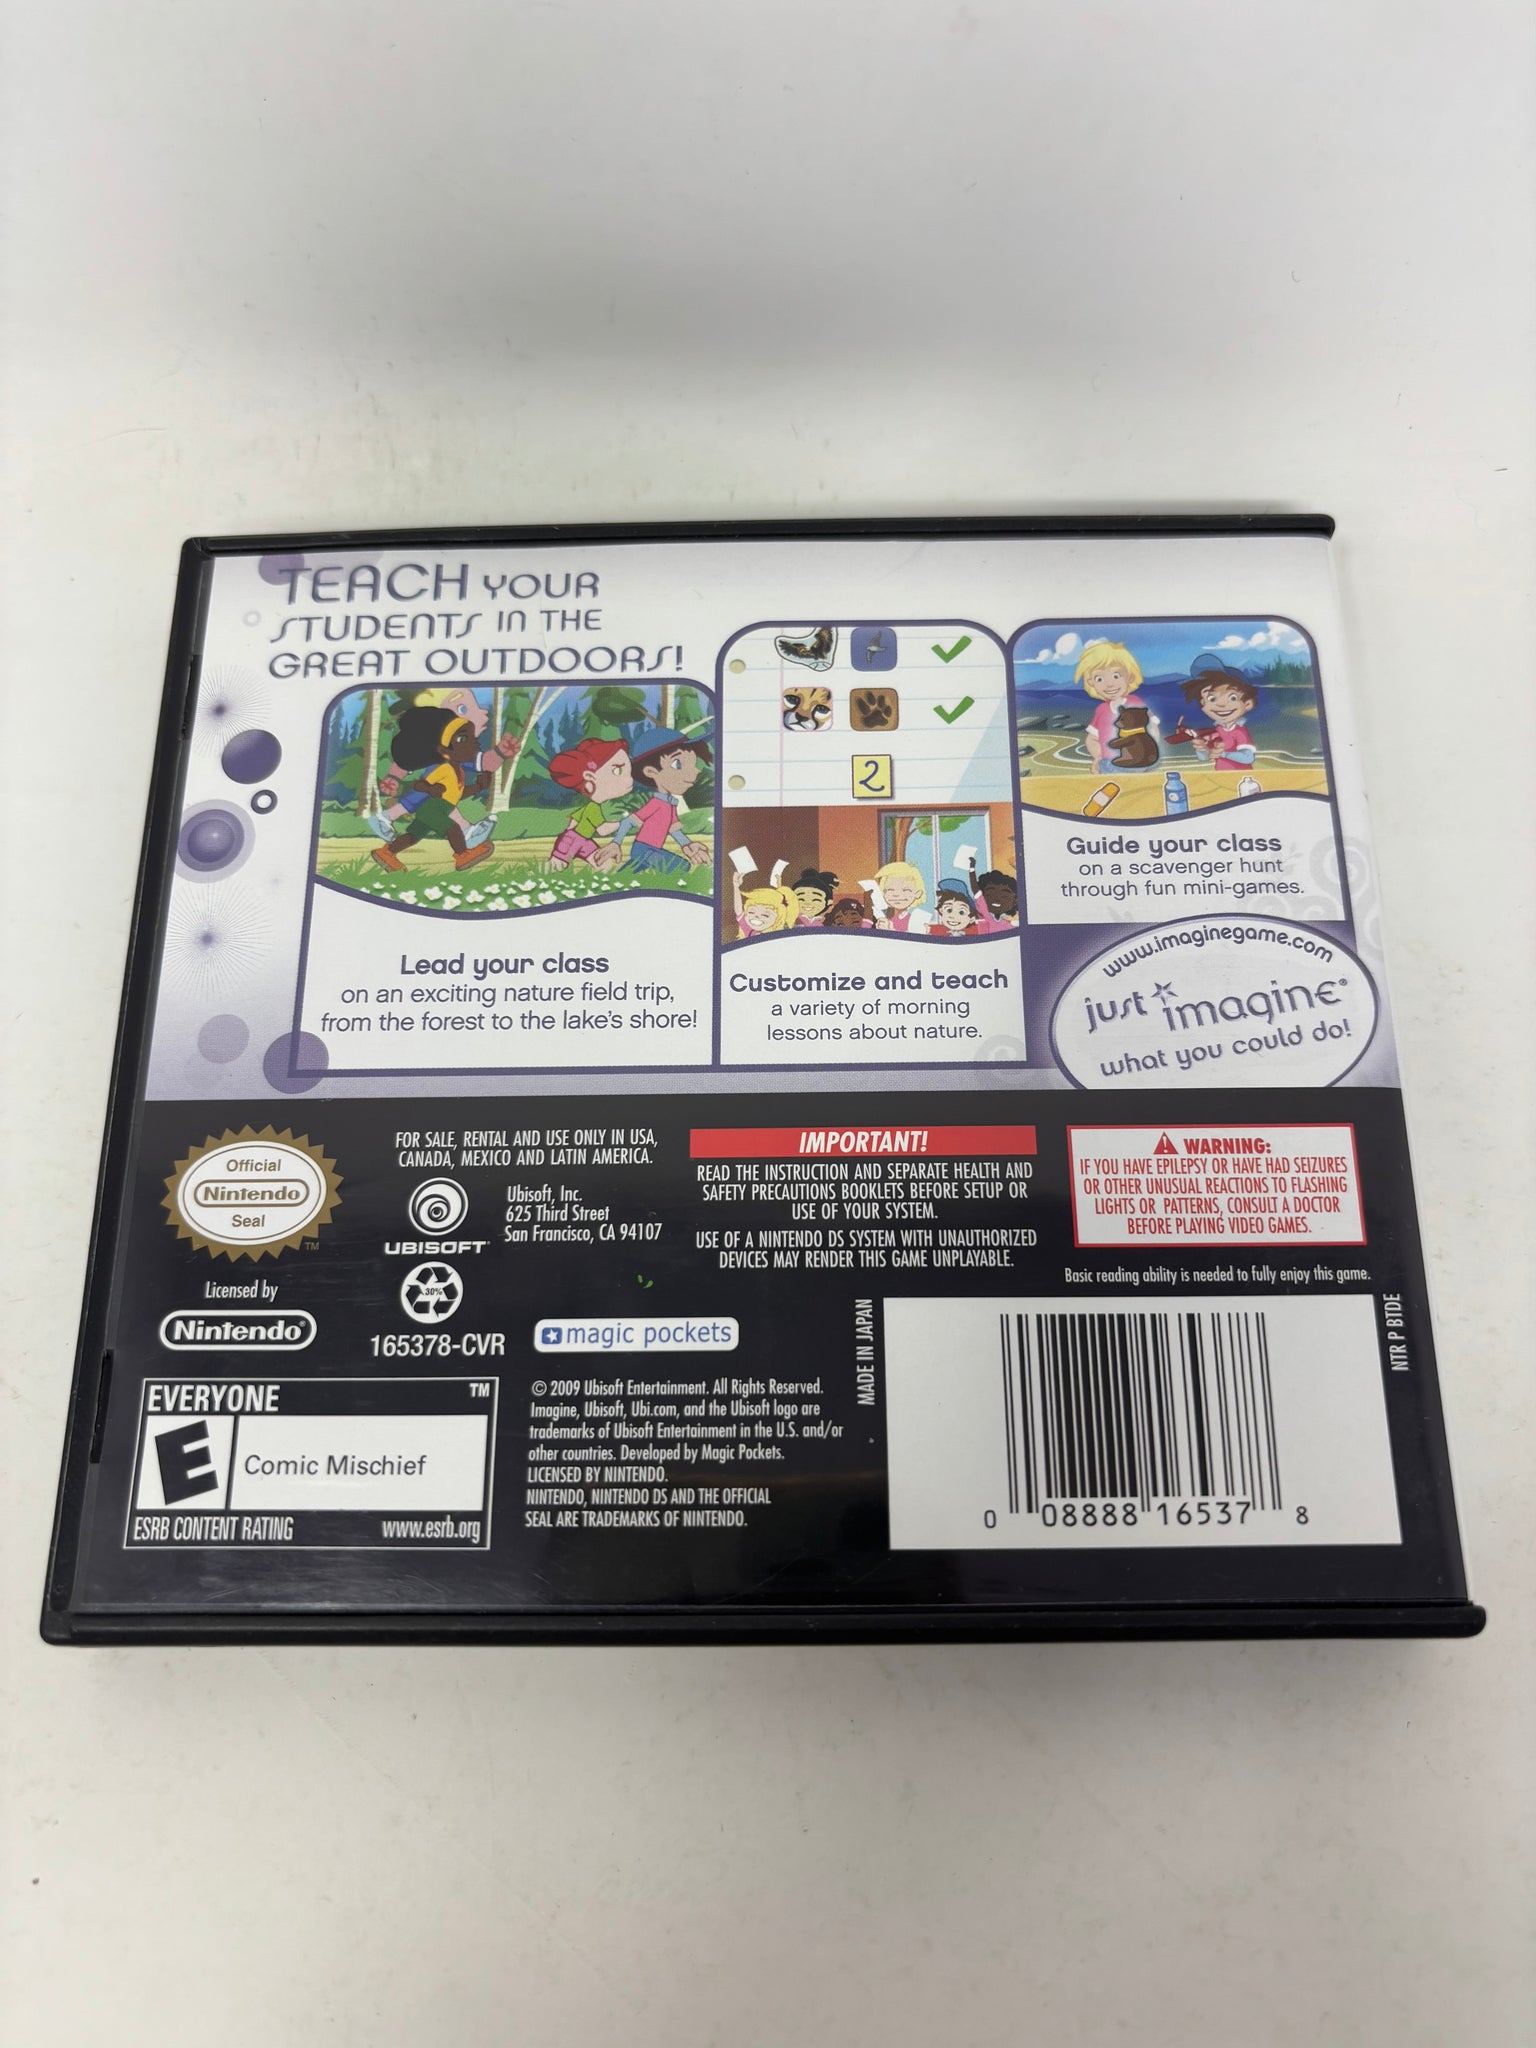 TEACH YOUR
STUDENTS IN THE
GREAT OUTDOORS!
Lead your class
on an exciting nature field trip,
from the forest to the lake's shore!
2
Customize and teach
a variety of morning
lessons about nature.
Guide your class
on a scavenger hunt
through fun mini-games.
www.imaginegame.com
just imagine®
what you could do!
Official
Nintendo
Seal
TM
Licensed by
Nintendo®
FOR SALE, RENTAL AND USE ONLY IN USA,
CANADA, MEXICO AND LATIN AMERICA.
UBISOFT
Ubisoft, Inc.
625 Third Street
San Francisco, CA 94107
30%
165378-CVR
IMPORTANT!
READ THE INSTRUCTION AND SEPARATE HEALTH AND
SAFETY PRECAUTIONS BOOKLETS BEFORE SETUP OR
USE OF YOUR SYSTEM.
USE OF A NINTENDO DS SYSTEM WITH UNAUTHORIZED
DEVICES MAY RENDER THIS GAME UNPLAYABLE.
WARNING:
IF YOU HAVE EPILEPSY OR HAVE HAD SEIZURES
OR OTHER UNUSUAL REACTIONS TO FLASHING
LIGHTS OR PATTERNS, CONSULT A DOCTOR
BEFORE PLAYING VIDEO GAMES.
Basic reading ability is needed to fully enjoy this game.
magic pockets
EVERYONE TM
E
Comic Mischief
ESRB CONTENT RATING www.esrb.org
© 2009 Ubisoft Entertainment. All Rights Reserved.
Imagine, Ubisoft, Ubi.com, and the Ubisoft logo are
trademarks of Ubisoft Entertainment in the U.S. and/or
other countries. Developed by Magic Pockets.
LICENSED BY NINTENDO.
NINTENDO, NINTENDO DS AND THE OFFICIAL
SEAL ARE TRADEMARKS OF NINTENDO.
MADE IN JAPAN
0 08888 16537 8
NTR P BTDE